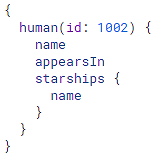 {
  human(id: 1002) {
    name
    appearsIn
    starships {
      name
    }
  }
}